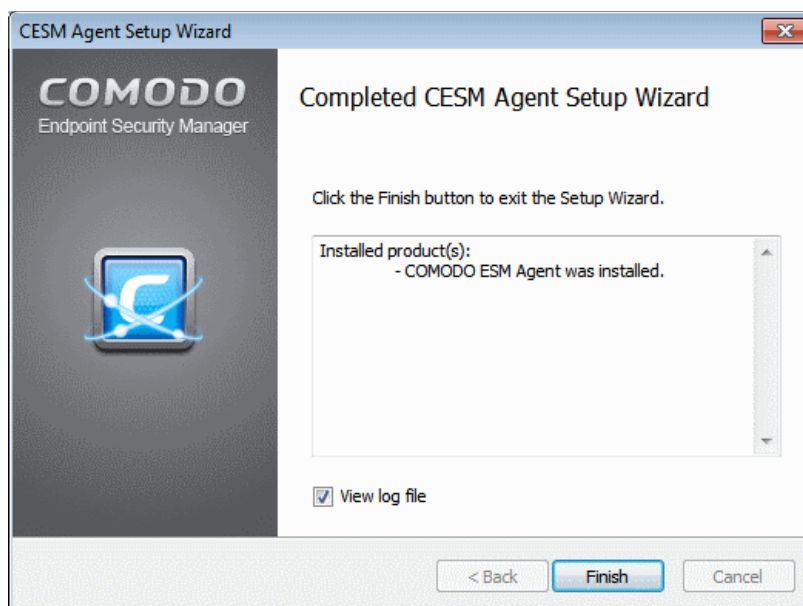 CESM Agent Setup Wizard
COMODO
Endpoint Security Manager
Completed CESM Agent Setup Wizard
Click the Finish button to exit the Setup Wizard.
Installed product(s):
- COMODO ESM Agent was installed.
View log file
< Back
Finish
Cancel